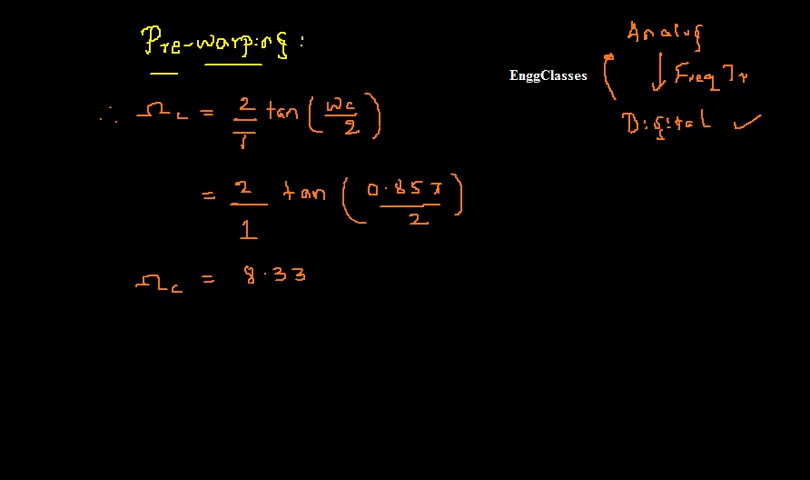 Pre-warping:
∴ Ωc = 2/T tan(ωc/2)
= 2/1 tan(0.85π/2)
Ωc = 8.33
EnggClasses
Analog
↓ Freq Tr
Digital ✓